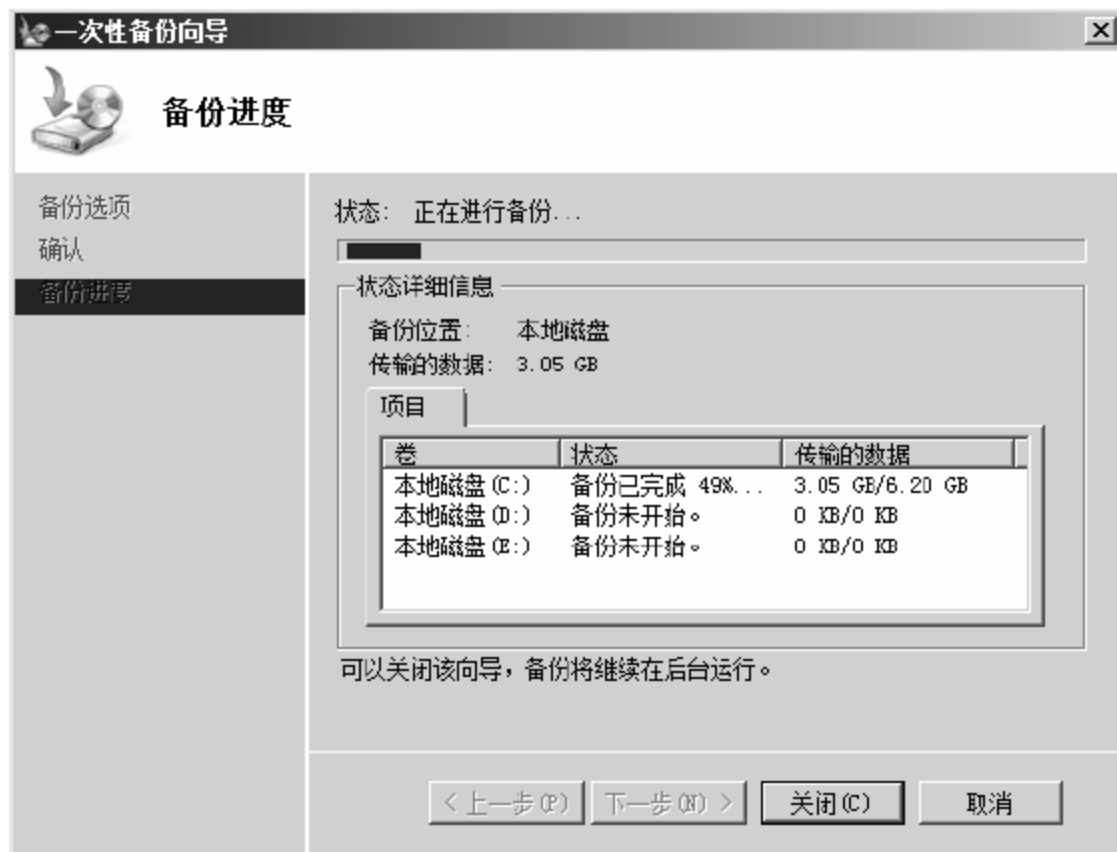 一次性备份向导
备份进度
备份选项
确认
备份进度
状态: 正在进行备份...
状态详细信息
备份位置: 本地磁盘
传输的数据: 3.05 GB
项目
卷 状态 传输的数据
本地磁盘(C:) 备份已完成 49%... 3.05 GB/6.20 GB
本地磁盘(D:) 备份未开始。 0 KB/0 KB
本地磁盘(E:) 备份未开始。 0 KB/0 KB
可以关闭该向导，备份将继续在后台运行。
<上一步(P) 下一步(N)> 关闭(C) 取消